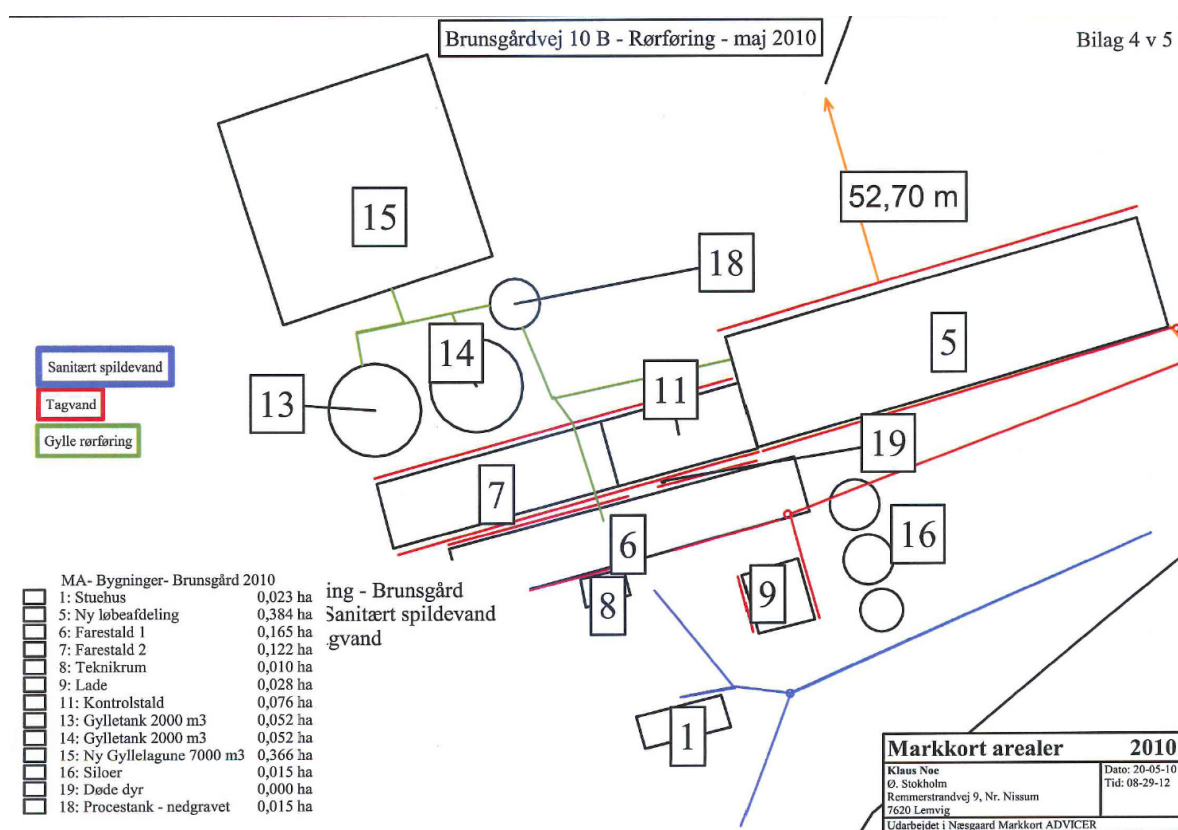 Brunsgårdvej 10 B - Rørføring - maj 2010
Bilag 4 v 5
52,70 m
15
18
5
14
11
13
19
7
16
6
9
8
1
Sanitært spildevand
Tagvand
Gylle rørføring
MA- Bygninger- Brunsgård 2010
1: Stuehus 0,023 ha
5: Ny løbeafdeling 0,384 ha
6: Farestald 1 0,165 ha
7: Farestald 2 0,122 ha
8: Teknikrum 0,010 ha
9: Lade 0,028 ha
11: Kontrolstald 0,076 ha
13: Gylletank 2000 m3 0,052 ha
14: Gylletank 2000 m3 0,052 ha
15: Ny Gyllelagune 7000 m3 0,366 ha
16: Siloer 0,015 ha
19: Døde dyr 0,000 ha
18: Procestank - nedgravet 0,015 ha
ing - Brunsgård
Sanitært spildevand
gvand
Markkort arealer 2010
Klaus Noe
Ø. Stokholm
Remmerstrandvej 9, Nr. Nissum
7620 Lemvig
Dato: 20-05-10
Tid: 08-29-12
Udarbejdet i Næsgaard Markkort ADVICER